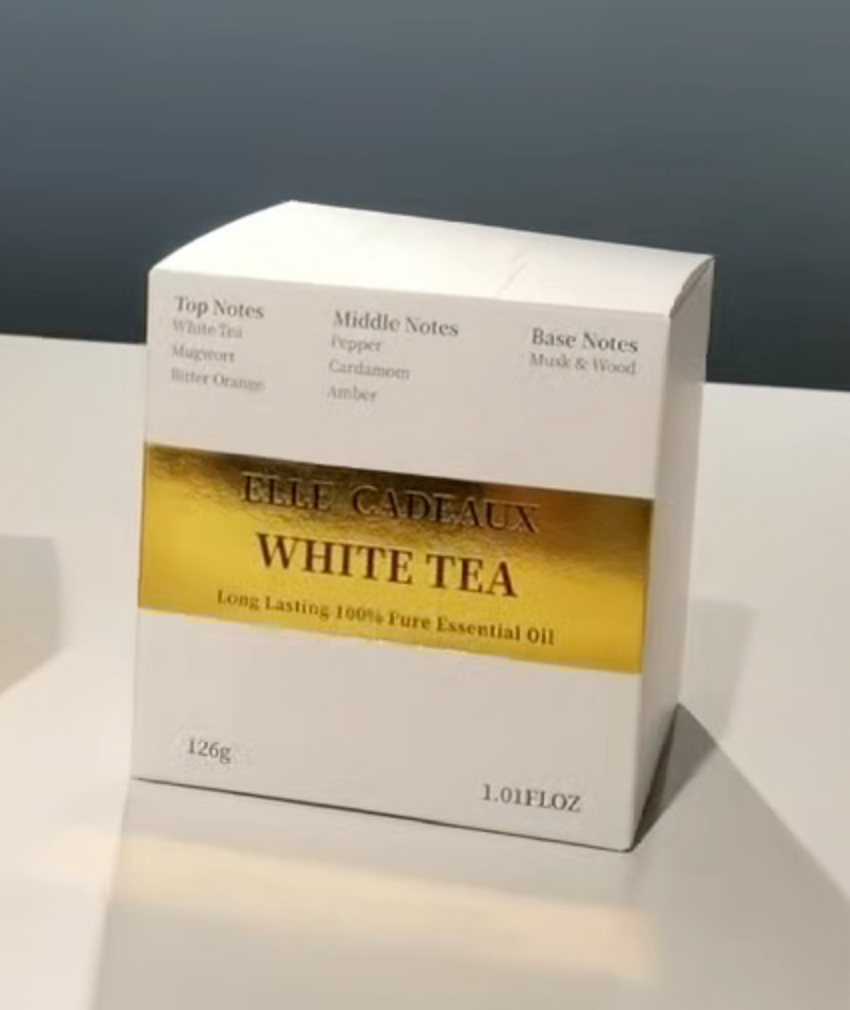 Top Notes
White Tea
Mugwort
Bitter Orange
Middle Notes
Pepper
Cardamom
Amber
Base Notes
Musk & Wood
ELLE CADEAUX
WHITE TEA
Long Lasting 100% Pure Essential Oil
126g
1.01FLOZ